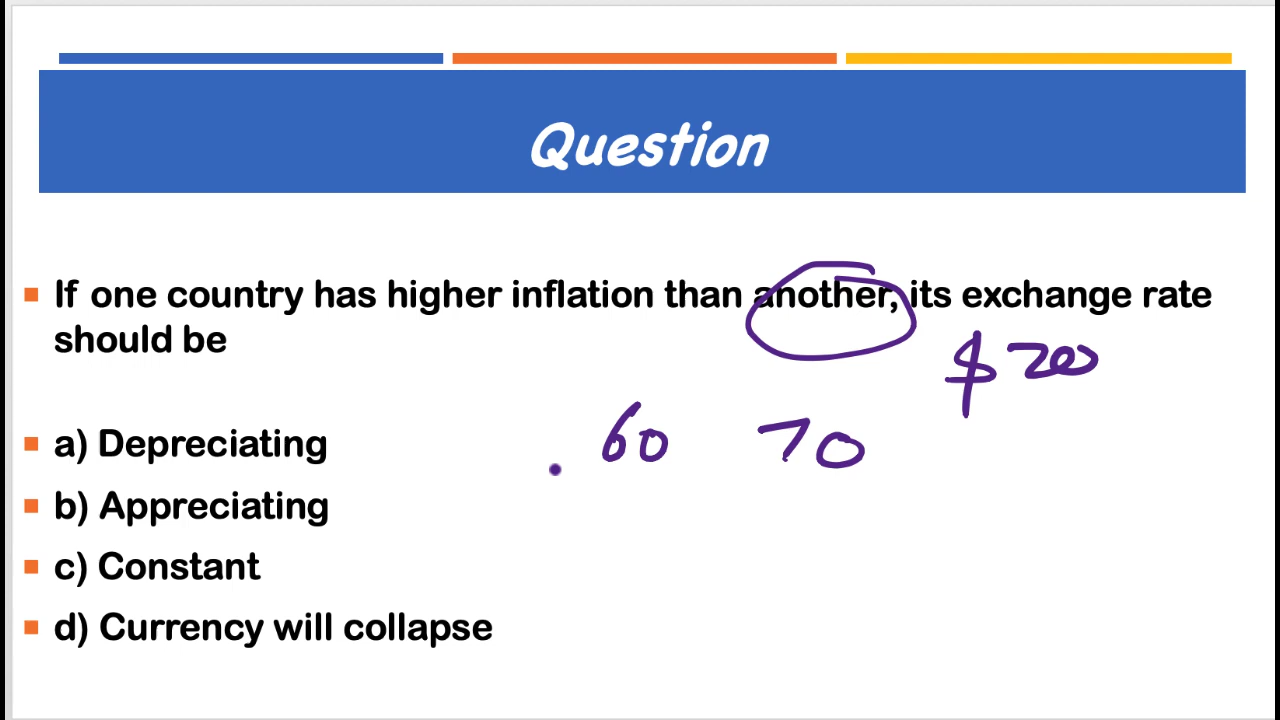 Question
If one country has higher inflation than another, its exchange rate
should be
$ 200
a) Depreciating
60 70
b) Appreciating
c) Constant
d) Currency will collapse